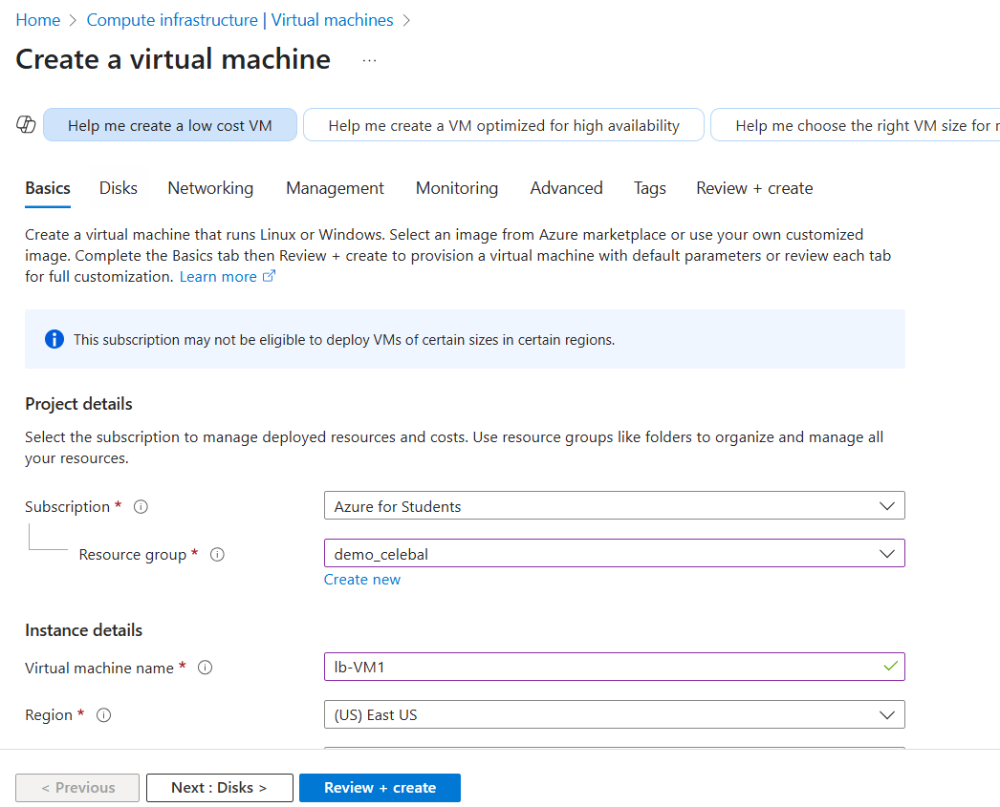 Home > Compute infrastructure | Virtual machines >
Create a virtual machine ...
Help me create a low cost VM Help me create a VM optimized for high availability Help me choose the right VM size for
Basics Disks Networking Management Monitoring Advanced Tags Review + create
Create a virtual machine that runs Linux or Windows. Select an image from Azure marketplace or use your own customized
image. Complete the Basics tab then Review + create to provision a virtual machine with default parameters or review each tab
for full customization. Learn more
This subscription may not be eligible to deploy VMs of certain sizes in certain regions.
Project details
Select the subscription to manage deployed resources and costs. Use resource groups like folders to organize and manage all
your resources.
Subscription * Azure for Students
Resource group * demo_celebal
Create new
Instance details
Virtual machine name * lb-VM1
Region * (US) East US
< Previous Next : Disks > Review + create